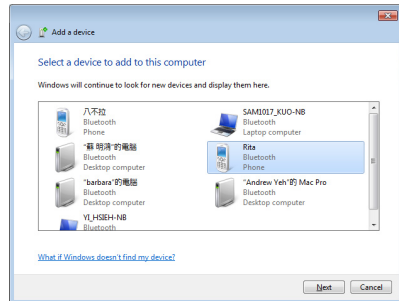 Add a device
Select a device to add to this computer
Windows will continue to look for new devices and display them here.
八不拉
Bluetooth
Phone
SAM1017_KUO-NB
Bluetooth
Laptop computer
"蘇 明鴻"的電腦
Bluetooth
Desktop computer
Rita
Bluetooth
Phone
"barbara"的電腦
Bluetooth
Desktop computer
"Andrew Yeh"的 Mac Pro
Bluetooth
Desktop computer
YI_HSIEH-NB
Bluetooth
What if Windows doesn't find my device?
Next
Cancel